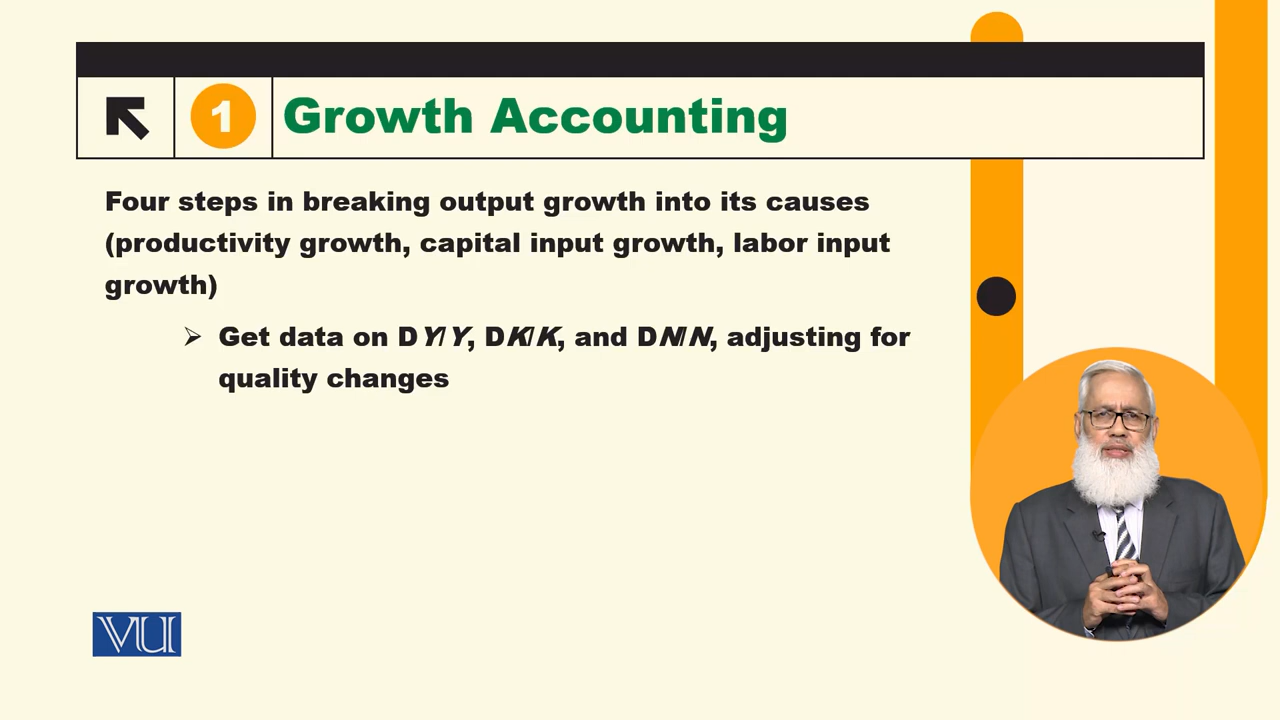 1
Growth Accounting
Four steps in breaking output growth into its causes
(productivity growth, capital input growth, labor input
growth)
➢ Get data on DY/Y, DK/K, and DN/N, adjusting for
quality changes
VU